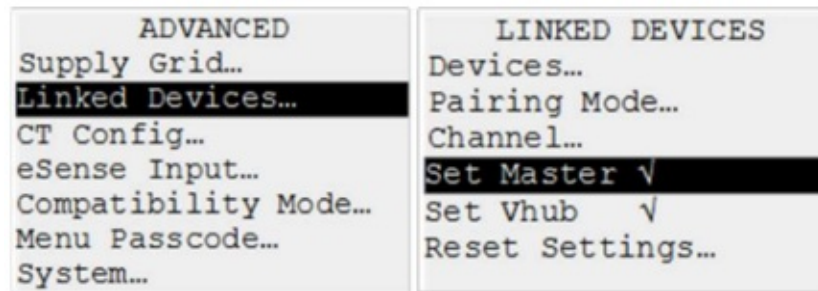 ADVANCED
Supply Grid…
Linked Devices…
CT Config…
eSense Input…
Compatibility Mode…
Menu Passcode…
System…
LINKED DEVICES
Devices…
Pairing Mode…
Channel…
Set Master √
Set Vhub √
Reset Settings…